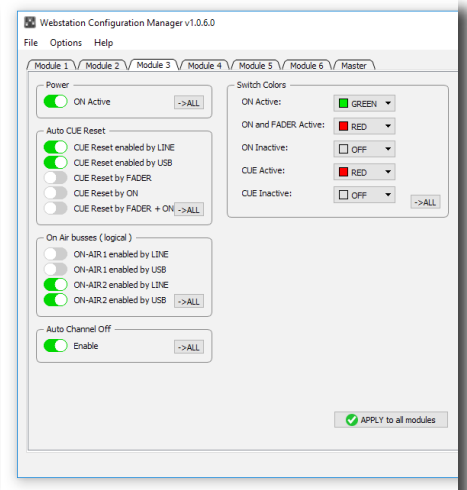 Webstation Configuration Manager v1.0.6.0
File Options Help
Module 1 Module 2 Module 3 Module 4 Module 5 Module 6 Master
Power
ON Active ->ALL
Auto CUE Reset
CUE Reset enabled by LINE
CUE Reset enabled by USB
CUE Reset by FADER
CUE Reset by ON
CUE Reset by FADER + ON ->ALL
On Air busses ( logical )
ON-AIR1 enabled by LINE
ON-AIR1 enabled by USB
ON-AIR2 enabled by LINE
ON-AIR2 enabled by USB ->ALL
Auto Channel Off
Enable ->ALL
Switch Colors
ON Active: GREEN
ON and FADER Active: RED
ON Inactive: OFF
CUE Active: RED
CUE Inactive: OFF
->ALL
APPLY to all modules